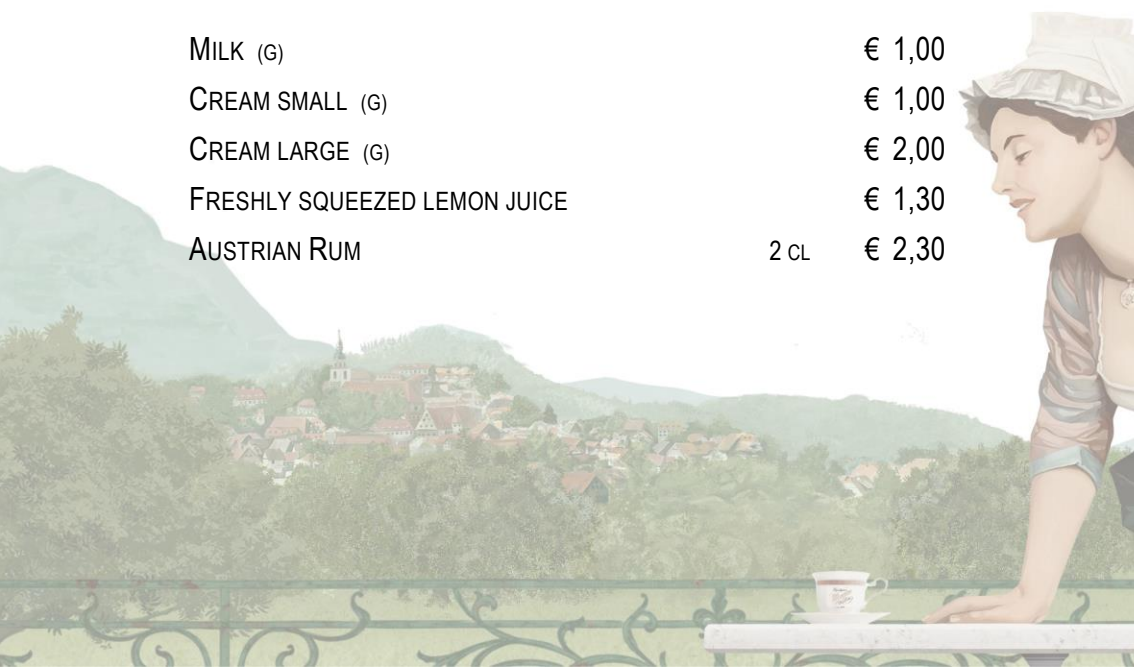 MILK (G) € 1,00
CREAM SMALL (G) € 1,00
CREAM LARGE (G) € 2,00
FRESHLY SQUEEZED LEMON JUICE € 1,30
AUSTRIAN RUM 2 CL € 2,30